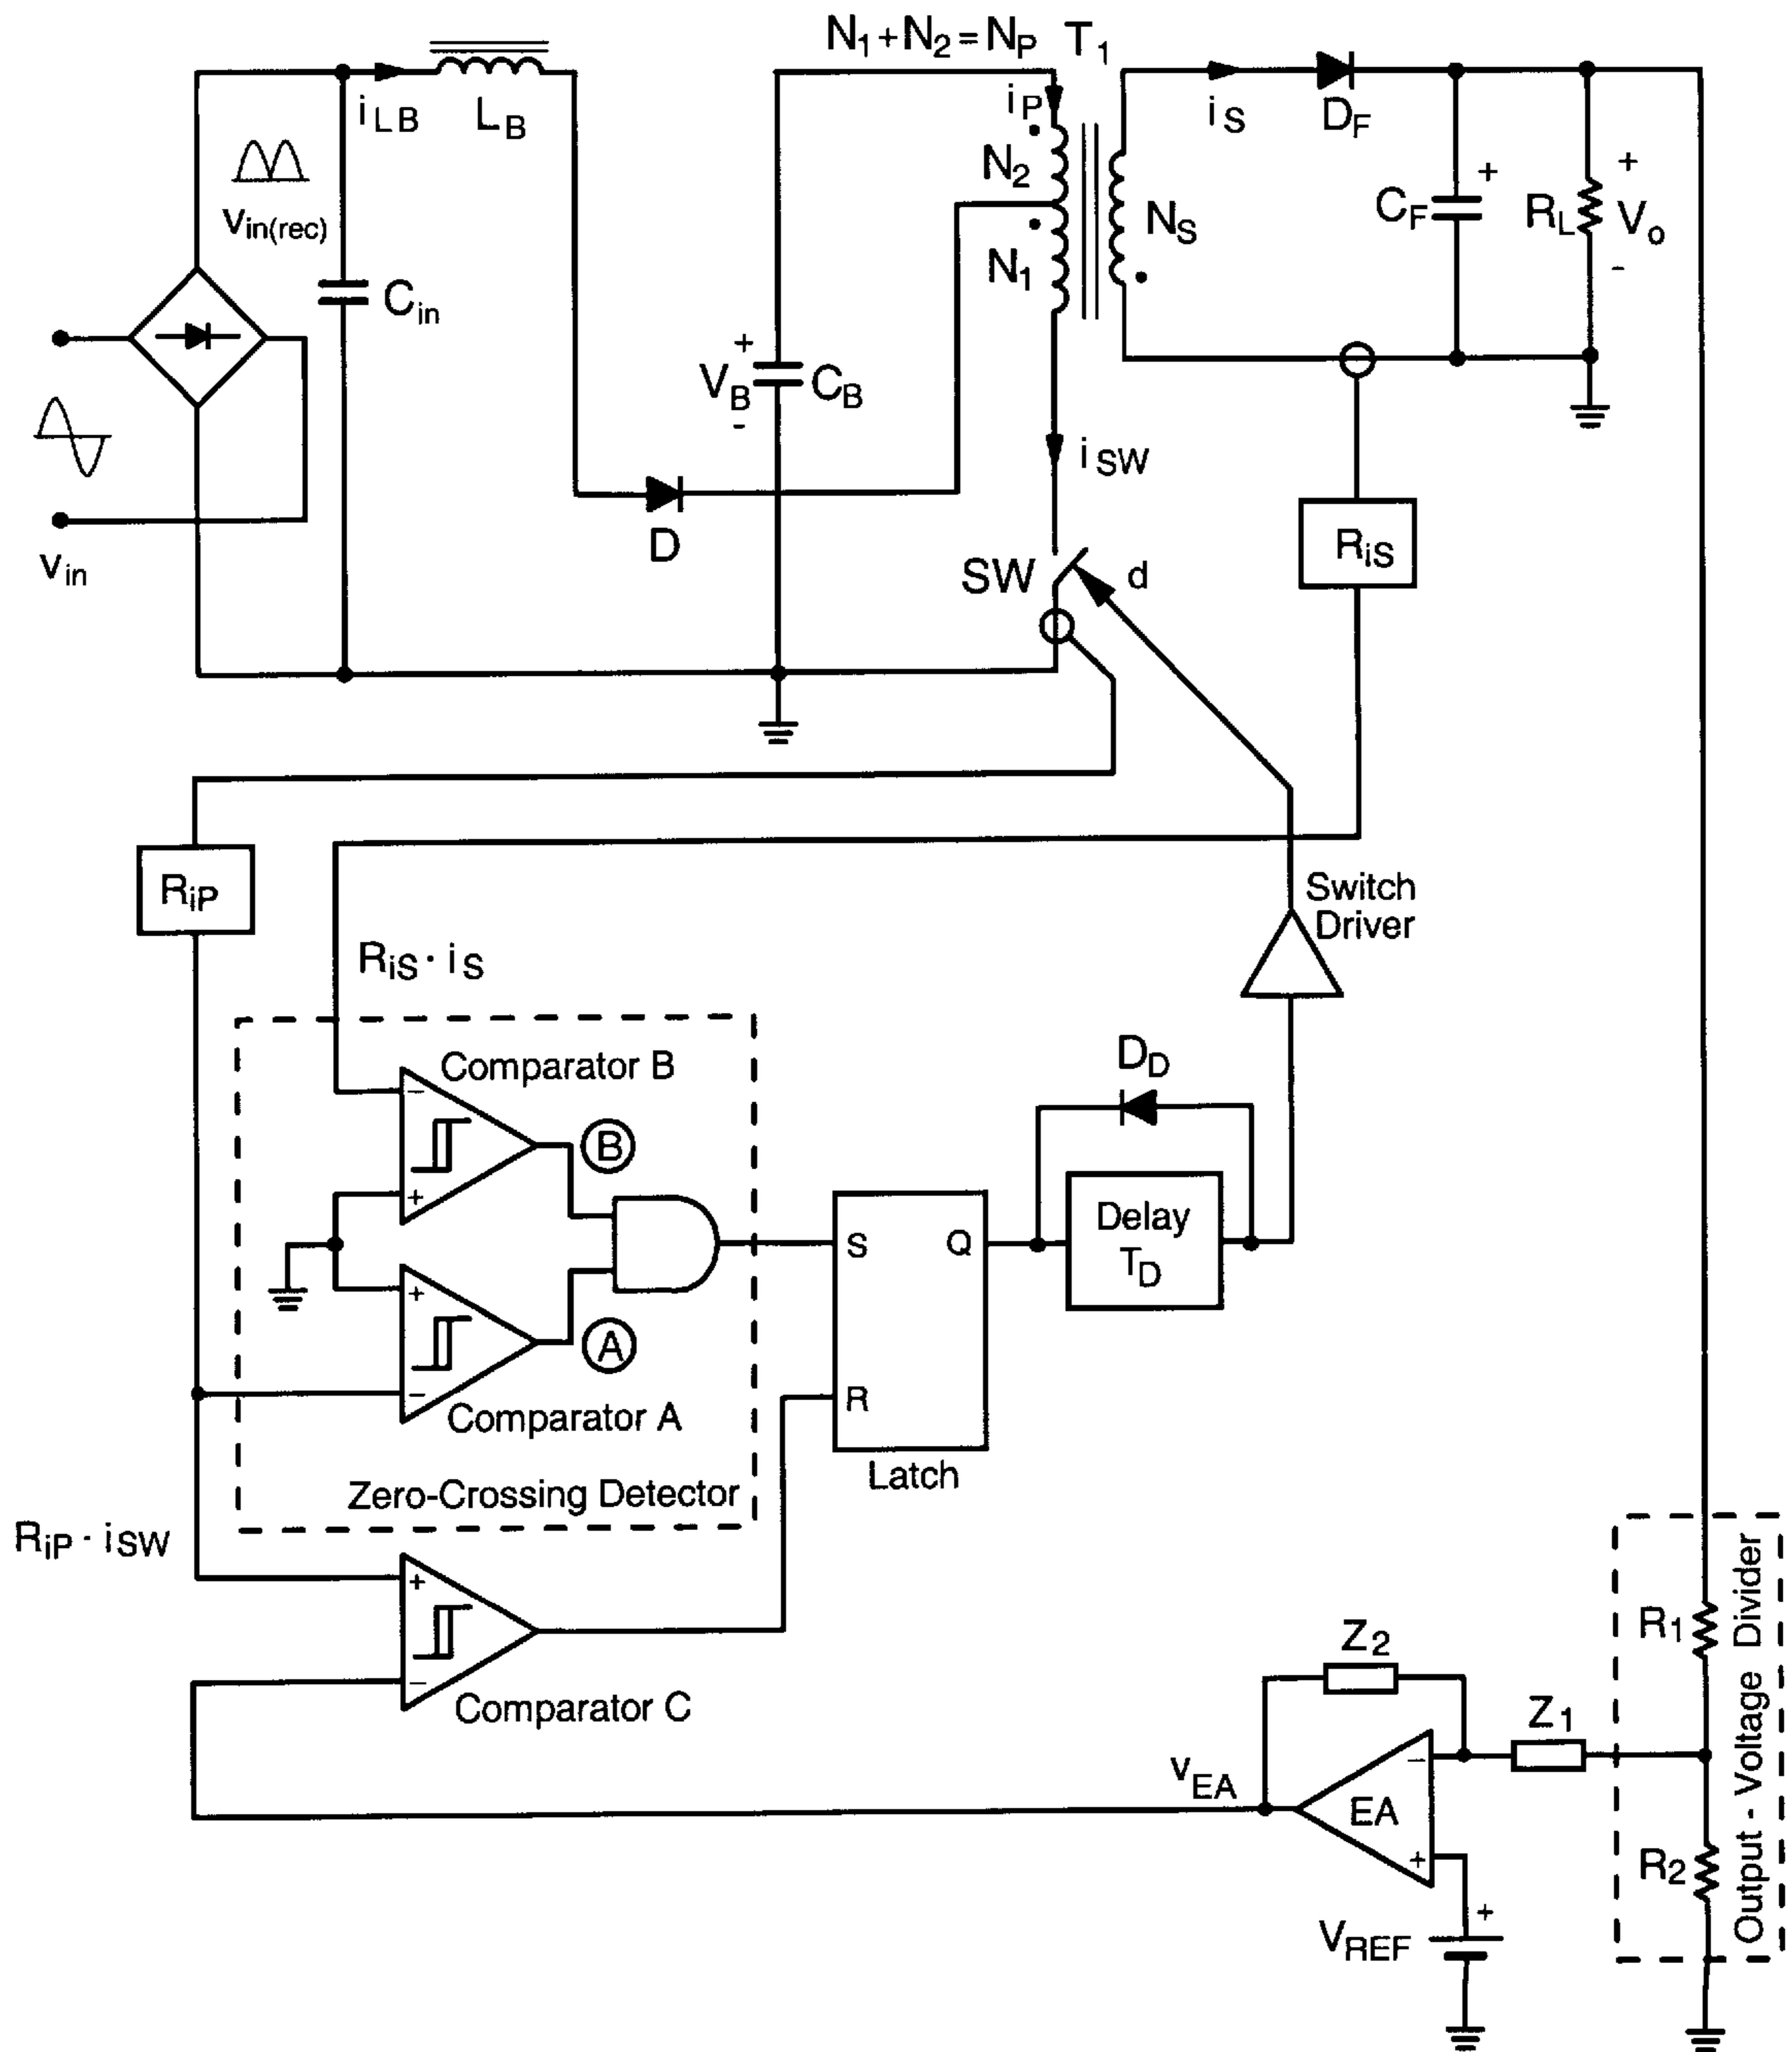 N1+N2=NP T1
iLB
LB
iP
iS
DF
Vin(rec)
N2
+
+
CF
RL
Vo
-
NS
N1
Cin
+
VB
CB
-
iSW
D
vin
SW
d
RiS
RiP
Switch
Driver
RiS · iS
Comparator B
−
B
+
DD
Delay
TD
S
Q
+
A
−
R
Comparator A
Latch
Zero-Crossing Detector
RiP · iSW
+
−
Comparator C
Output - Voltage Divider
R1
Z2
Z1
vEA
−
EA
+
R2
VREF
+